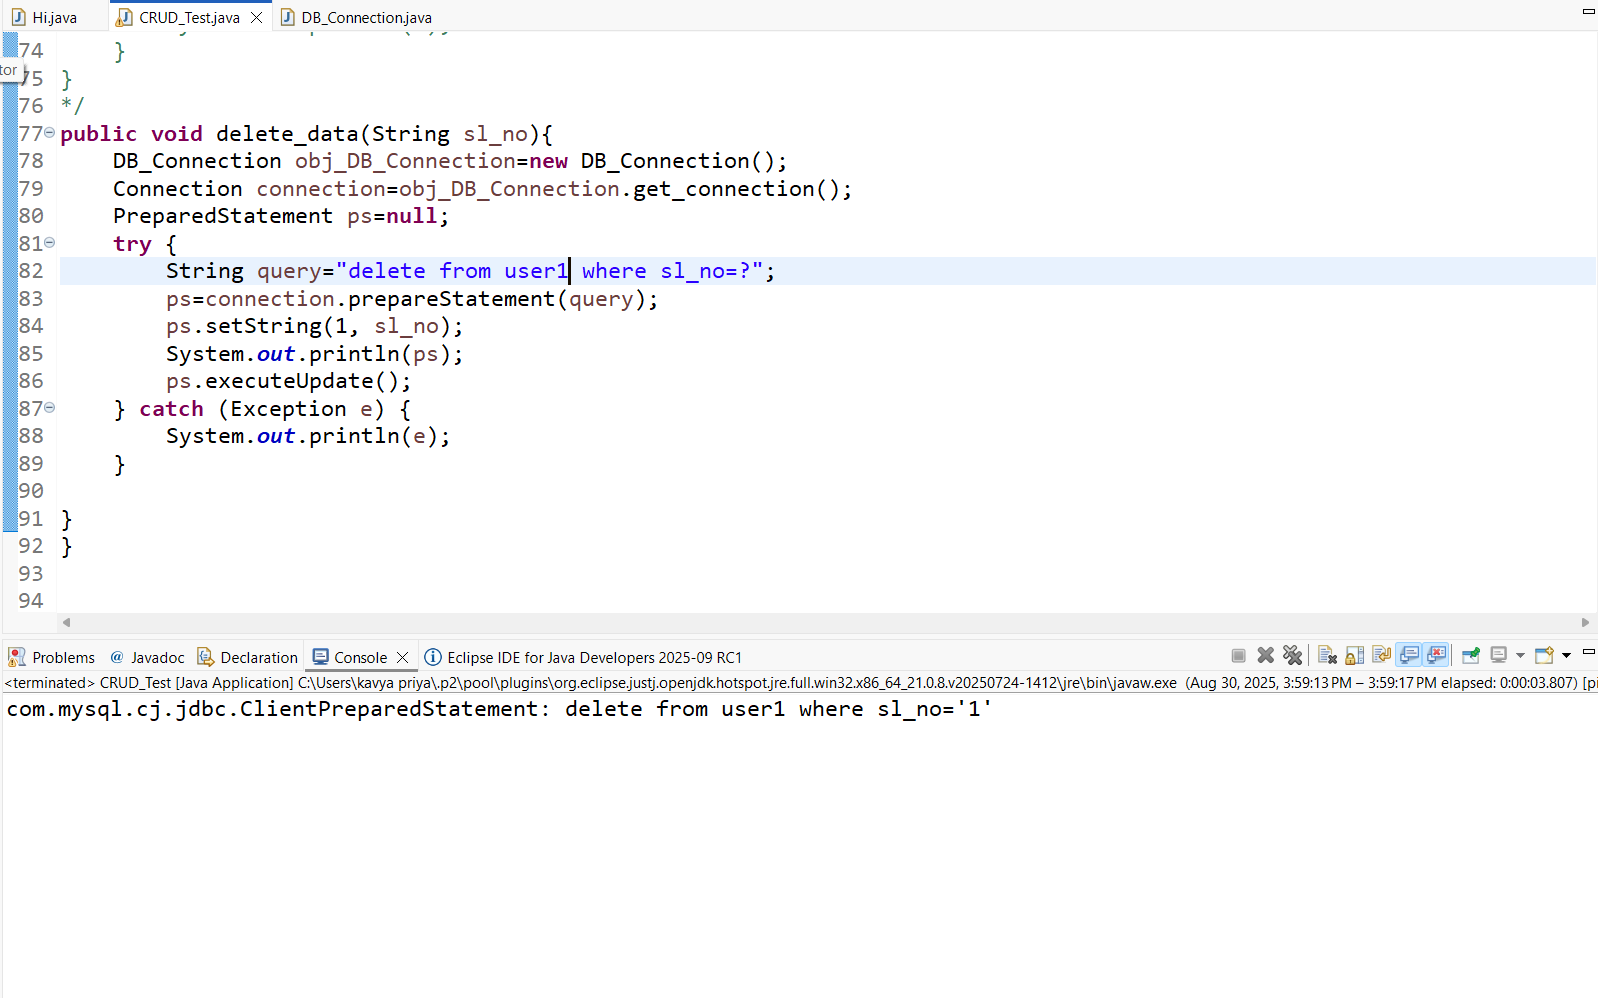 Hi.java CRUD_Test.java DB_Connection.java
74     }
tor
75 }
76 */
77 public void delete_data(String sl_no){
78     DB_Connection obj_DB_Connection=new DB_Connection();
79     Connection connection=obj_DB_Connection.get_connection();
80     PreparedStatement ps=null;
81     try {
82         String query="delete from user1 where sl_no=?";
83         ps=connection.prepareStatement(query);
84         ps.setString(1, sl_no);
85         System.out.println(ps);
86         ps.executeUpdate();
87     } catch (Exception e) {
88         System.out.println(e);
89     }
90
91 }
92 }
93
94
Problems @ Javadoc Declaration Console Eclipse IDE for Java Developers 2025-09 RC1
<terminated> CRUD_Test [Java Application] C:\Users\kavya priya\.p2\pool\plugins\org.eclipse.justj.openjdk.hotspot.jre.full.win32.x86_64_21.0.8.v20250724-1412\jre\bin\javaw.exe (Aug 30, 2025, 3:59:13 PM – 3:59:17 PM elapsed: 0:00:03.807) [pi
com.mysql.cj.jdbc.ClientPreparedStatement: delete from user1 where sl_no='1'